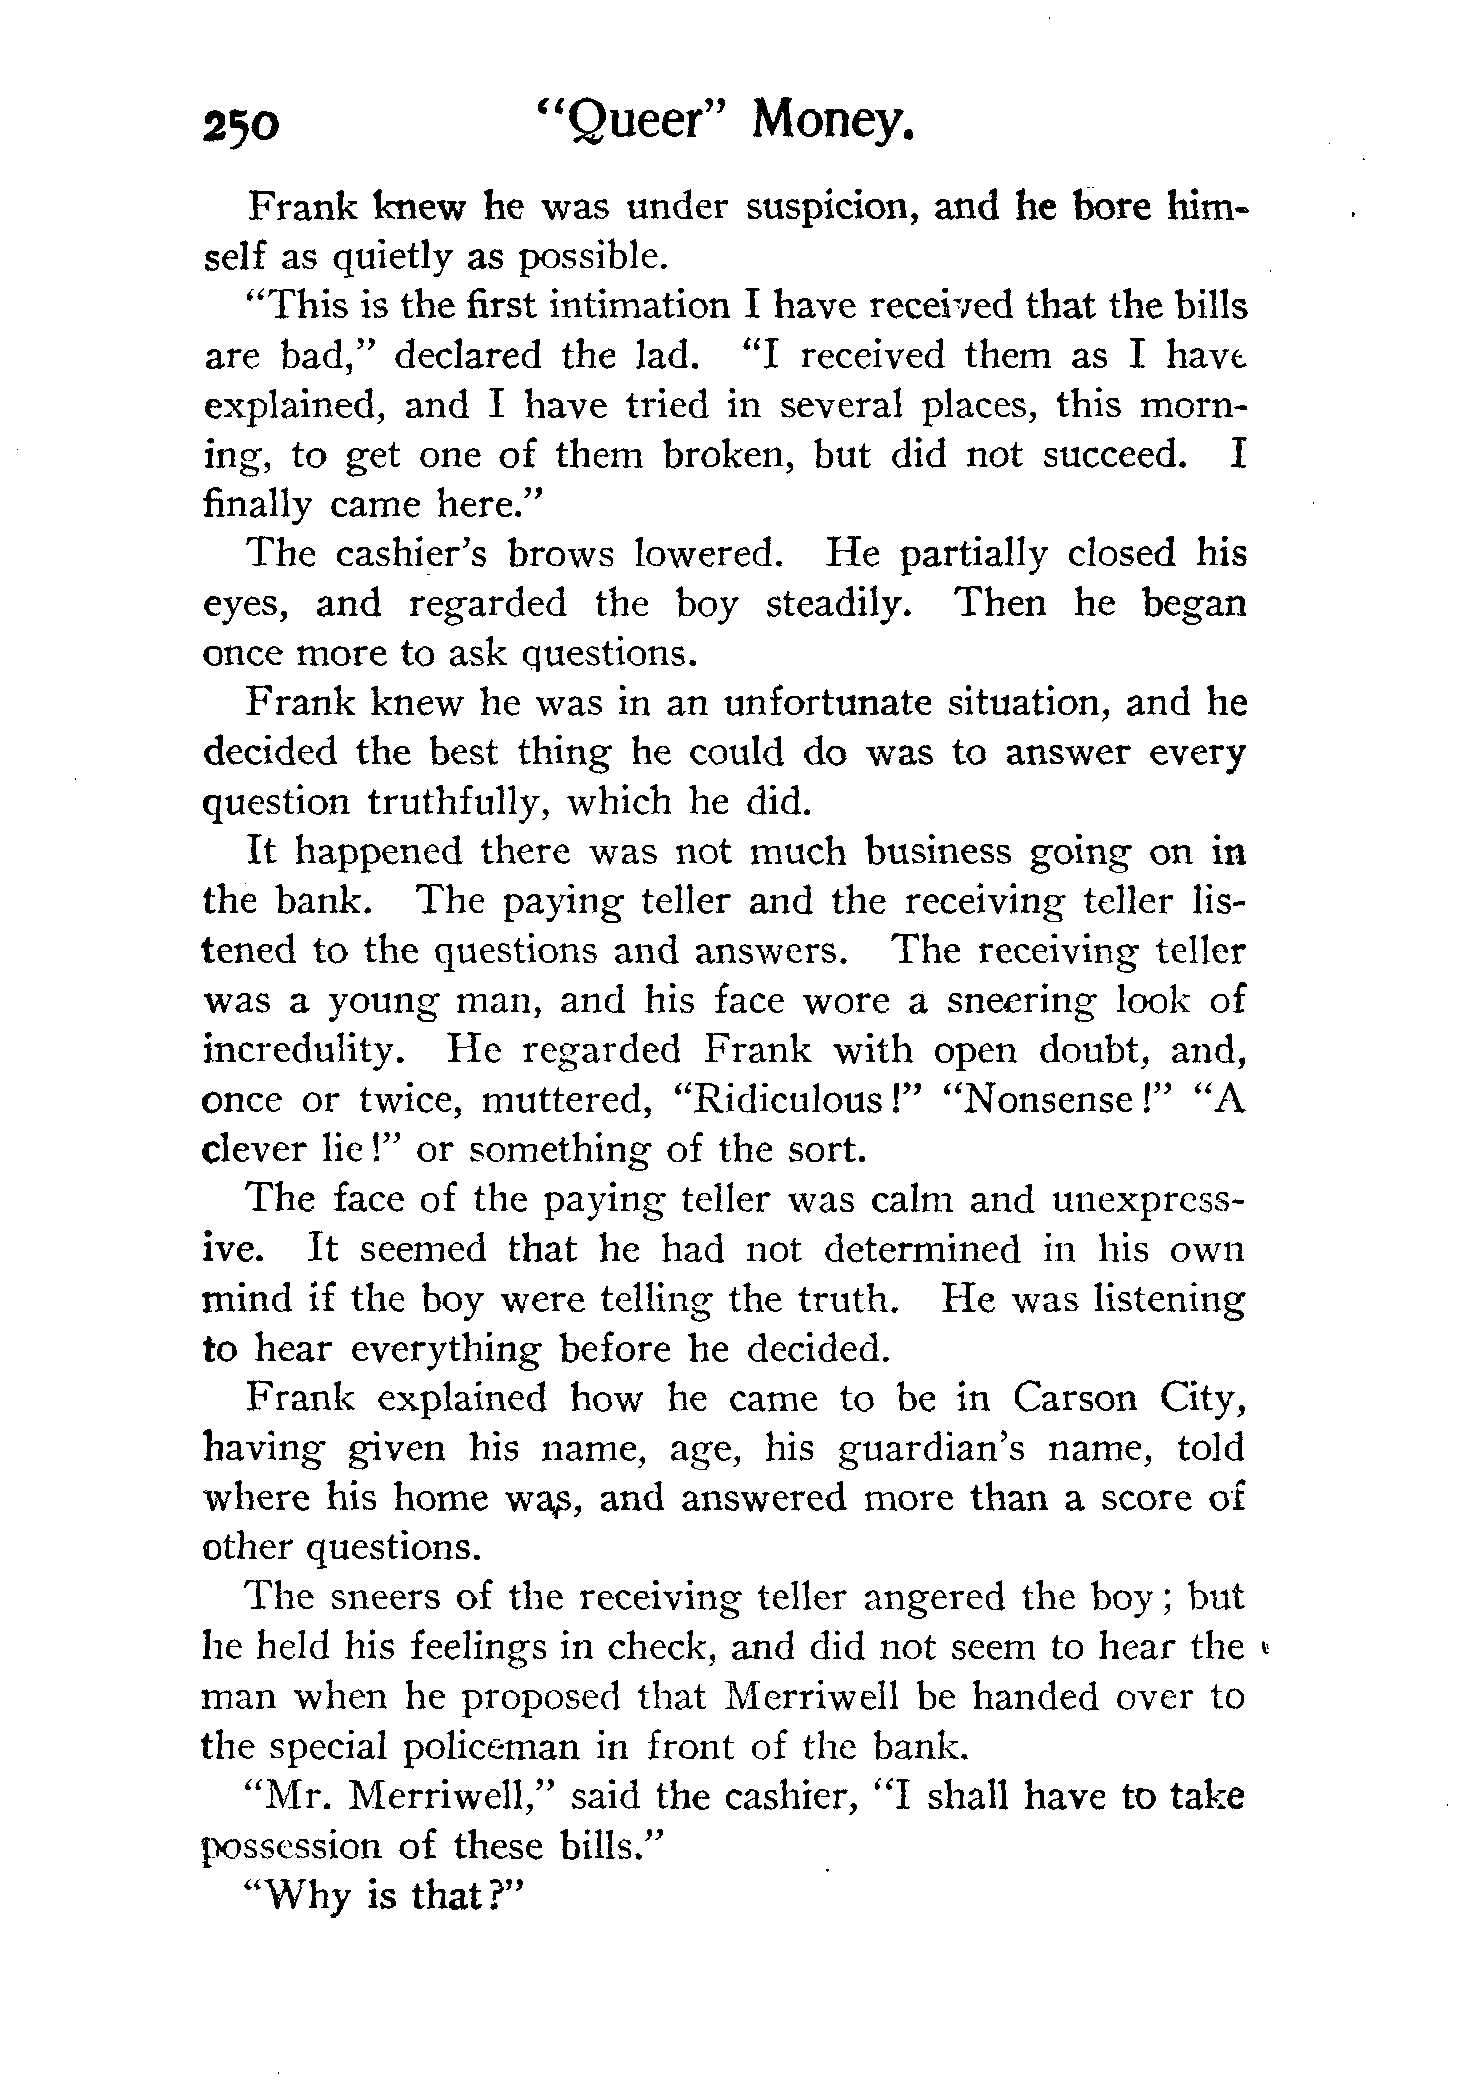 250 "Queer" Money.
Frank knew he was under suspicion, and he bore him-
self as quietly as possible.
"This is the first intimation I have received that the bills
are bad," declared the lad. "I received them as I have
explained, and I have tried in several places, this morn-
ing, to get one of them broken, but did not succeed. I
finally came here."
The cashier's brows lowered. He partially closed his
eyes, and regarded the boy steadily. Then he began
once more to ask questions.
Frank knew he was in an unfortunate situation, and he
decided the best thing he could do was to answer every
question truthfully, which he did.
It happened there was not much business going on in
the bank. The paying teller and the receiving teller lis-
tened to the questions and answers. The receiving teller
was a young man, and his face wore a sneering look of
incredulity. He regarded Frank with open doubt, and,
once or twice, muttered, "Ridiculous!" "Nonsense!" "A
clever lie!" or something of the sort.
The face of the paying teller was calm and unexpress-
ive. It seemed that he had not determined in his own
mind if the boy were telling the truth. He was listening
to hear everything before he decided.
Frank explained how he came to be in Carson City,
having given his name, age, his guardian's name, told
where his home was, and answered more than a score of
other questions.
The sneers of the receiving teller angered the boy; but
he held his feelings in check, and did not seem to hear the
man when he proposed that Merriwell be handed over to
the special policeman in front of the bank.
"Mr. Merriwell," said the cashier, "I shall have to take
possession of these bills."
"Why is that?"